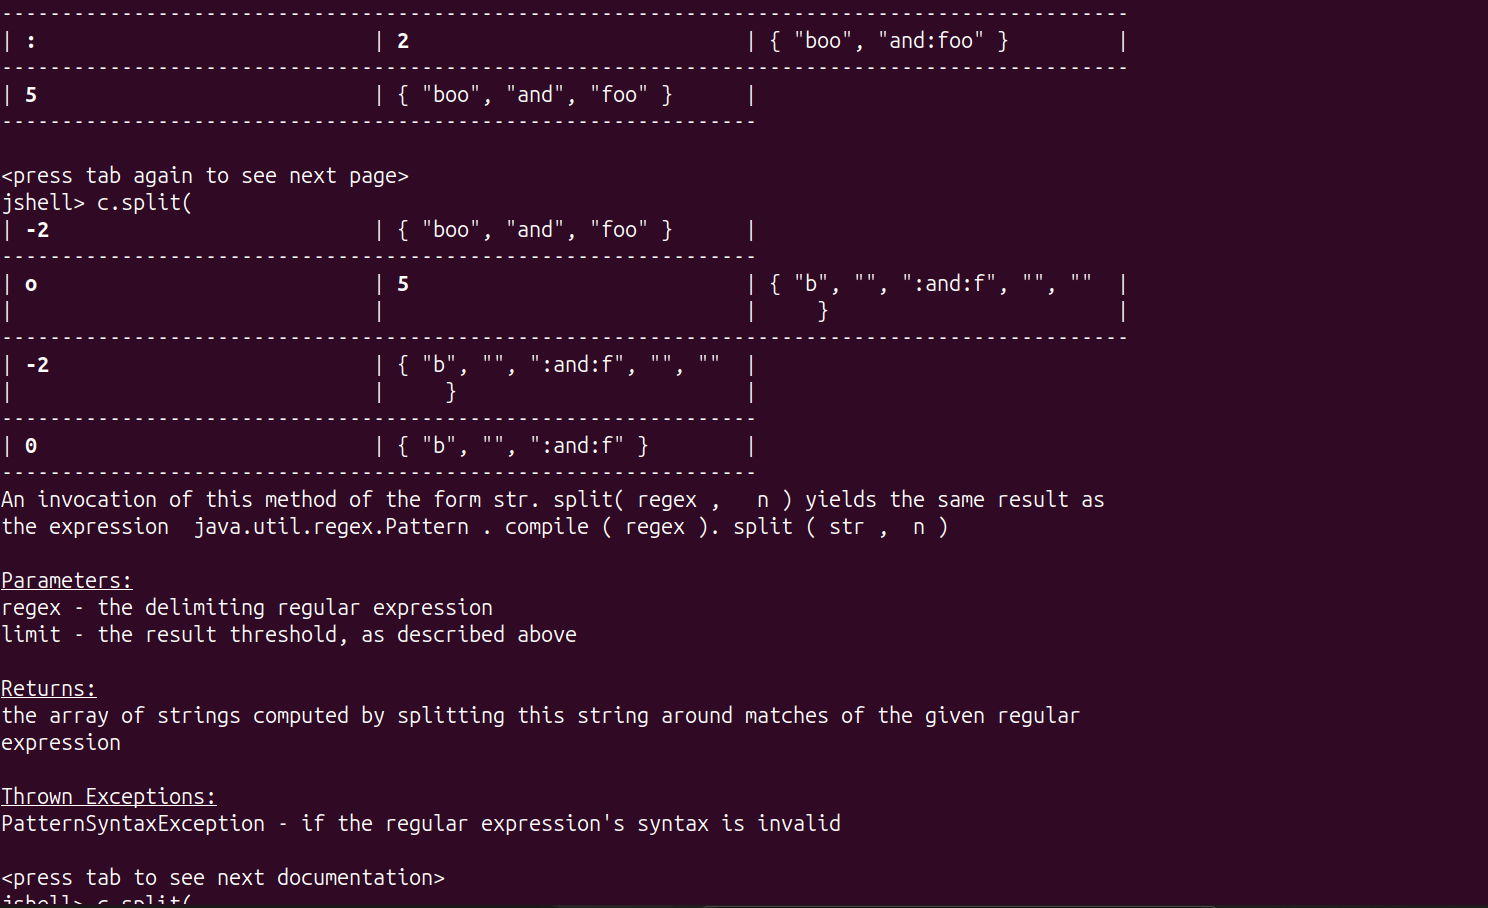 | : | 2 | { "boo", "and:foo" } |
| 5 | { "boo", "and", "foo" } |
<press tab again to see next page>
jshell> c.split(
| -2 | { "boo", "and", "foo" } |
| o | 5 | { "b", "", ":and:f", "", "" |
| | | } |
| -2 | { "b", "", ":and:f", "", "" |
| | } |
| 0 | { "b", "", ":and:f" } |
An invocation of this method of the form str. split( regex ,   n ) yields the same result as
the expression  java.util.regex.Pattern . compile ( regex ). split ( str ,  n )
Parameters:
regex - the delimiting regular expression
limit - the result threshold, as described above
Returns:
the array of strings computed by splitting this string around matches of the given regular
expression
Thrown Exceptions:
PatternSyntaxException - if the regular expression's syntax is invalid
<press tab to see next documentation>
jshell> c.split(